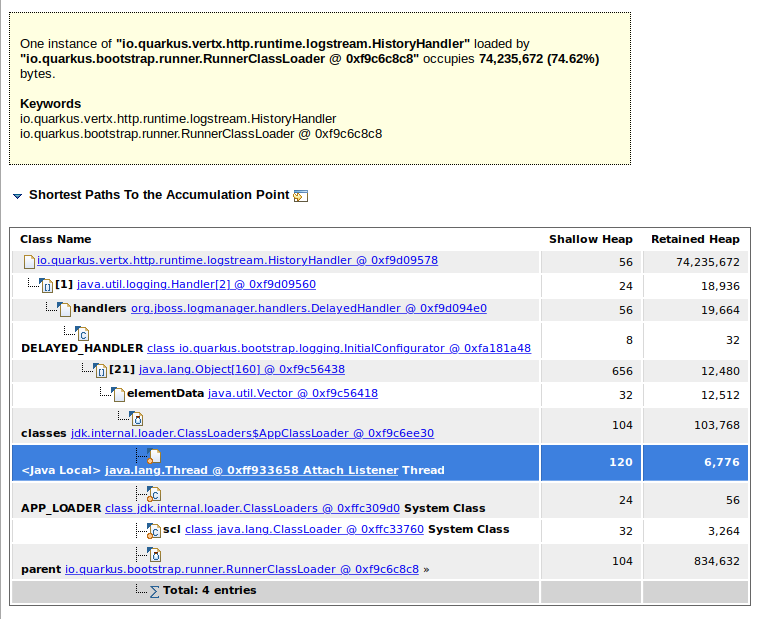 One instance of "io.quarkus.vertx.http.runtime.logstream.HistoryHandler" loaded by
"io.quarkus.bootstrap.runner.RunnerClassLoader @ 0xf9c6c8c8" occupies 74,235,672 (74.62%)
bytes.
Keywords
io.quarkus.vertx.http.runtime.logstream.HistoryHandler
io.quarkus.bootstrap.runner.RunnerClassLoader @ 0xf9c6c8c8
Shortest Paths To the Accumulation Point
Class Name Shallow Heap Retained Heap
io.quarkus.vertx.http.runtime.logstream.HistoryHandler @ 0xf9d09578 56 74,235,672
[1] java.util.logging.Handler[2] @ 0xf9d09560 24 18,936
handlers org.jboss.logmanager.handlers.DelayedHandler @ 0xf9d094e0 56 19,664
DELAYED_HANDLER class io.quarkus.bootstrap.logging.InitialConfigurator @ 0xfa181a48 8 32
[21] java.lang.Object[160] @ 0xf9c56438 656 12,480
elementData java.util.Vector @ 0xf9c56418 32 12,512
classes jdk.internal.loader.ClassLoaders$AppClassLoader @ 0xf9c6ee30 104 103,768
<Java Local> java.lang.Thread @ 0xff933658 Attach Listener Thread 120 6,776
APP_LOADER class jdk.internal.loader.ClassLoaders @ 0xffc309d0 System Class 24 56
scl class java.lang.ClassLoader @ 0xffc33760 System Class 32 3,264
parent io.quarkus.bootstrap.runner.RunnerClassLoader @ 0xf9c6c8c8 » 104 834,632
Total: 4 entries